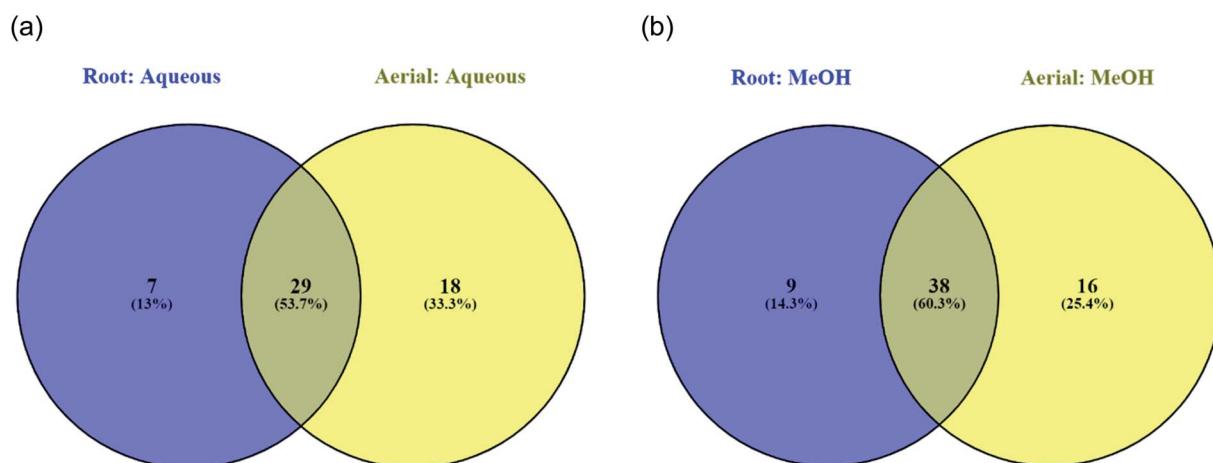 (a)
Root: Aqueous
Aerial: Aqueous
7
(13%)
29
(53.7%)
18
(33.3%)
(b)
Root: MeOH
Aerial: MeOH
9
(14.3%)
38
(60.3%)
16
(25.4%)